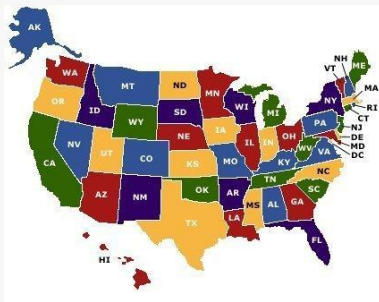 AK
WA
OR
CA
ID
NV
MT
WY
UT
AZ
CO
NM
ND
SD
NE
KS
OK
TX
MN
IA
MO
AR
LA
WI
IL
MI
IN
OH
KY
TN
MS
AL
GA
FL
SC
NC
VA
WV
PA
NY
VT
NH
ME
MA
RI
CT
NJ
DE
MD
DC
HI